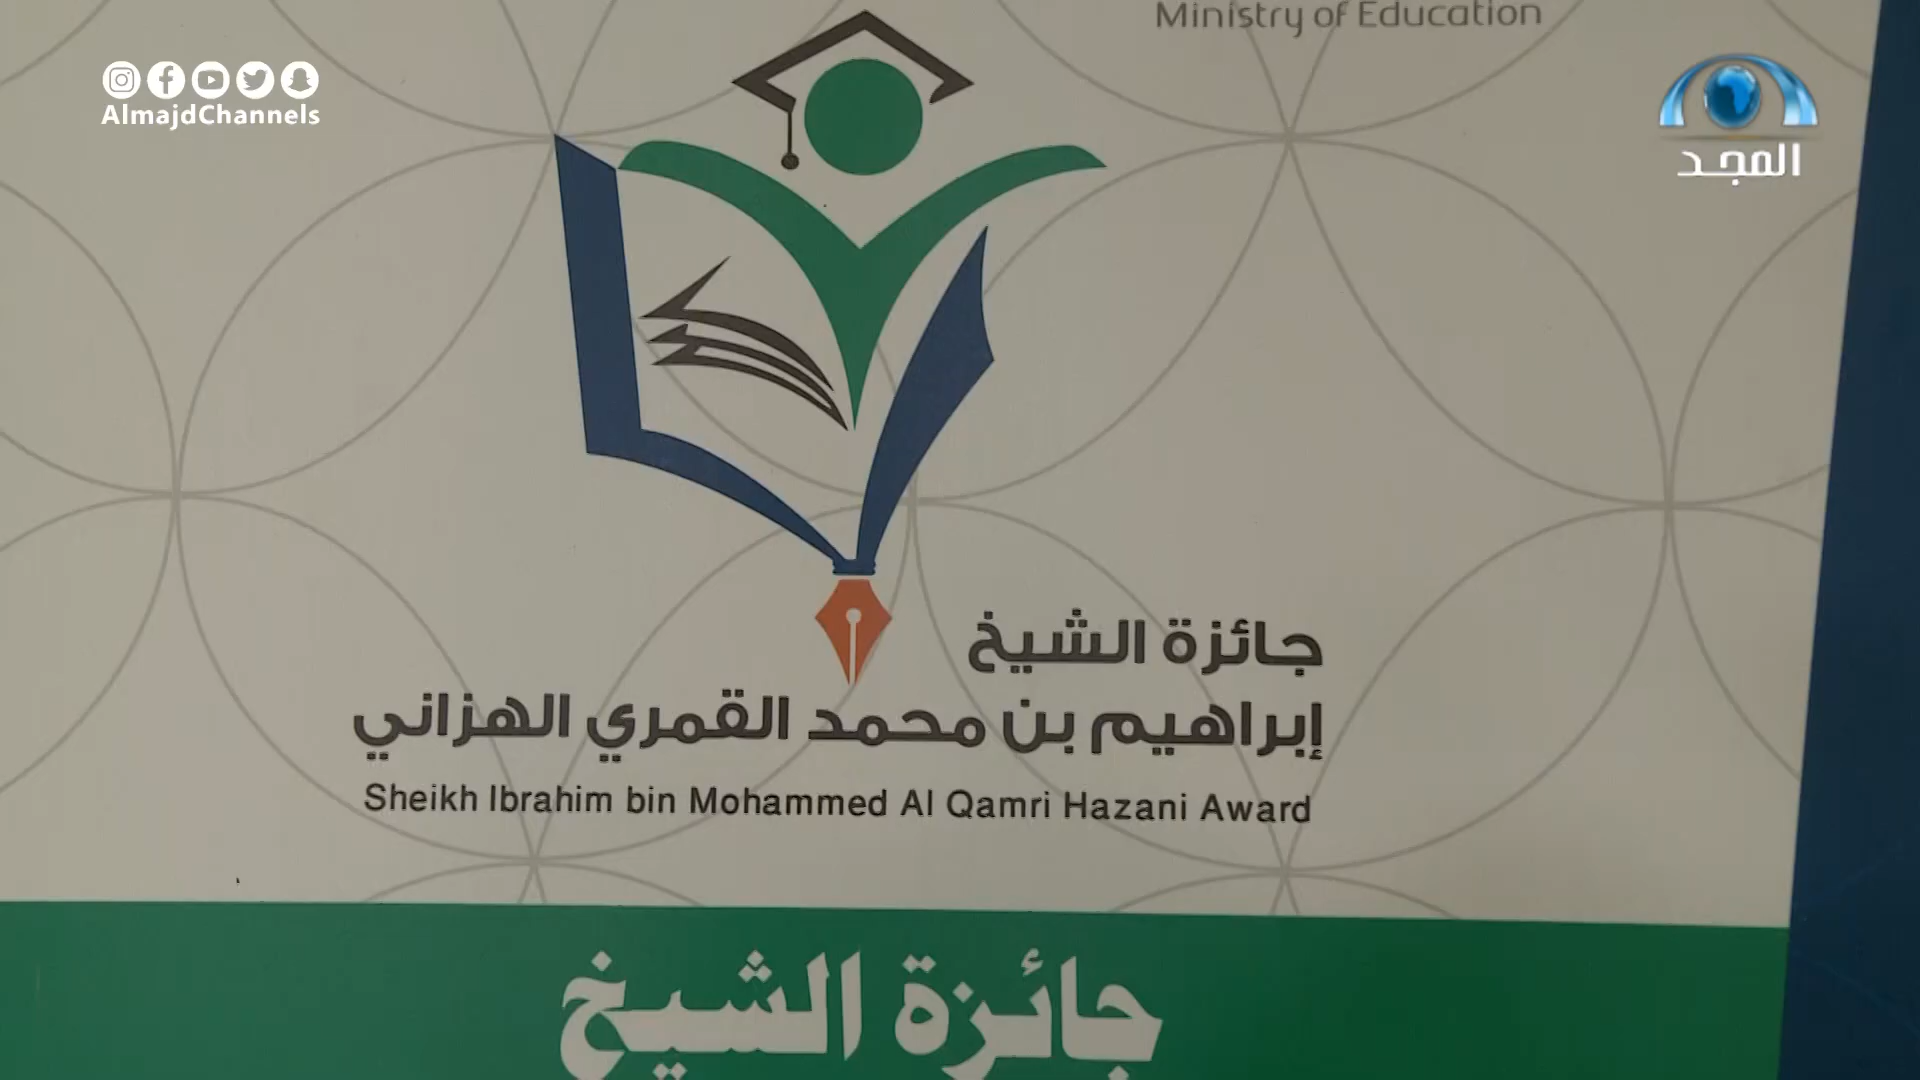 Ministry of Education
AlmajdChannels
المجد
جائزة الشيخ
إبراهيم بن محمد القمري الهزاني
Sheikh Ibrahim bin Mohammed Al Qamri Hazani Award
جائزة الشيخ